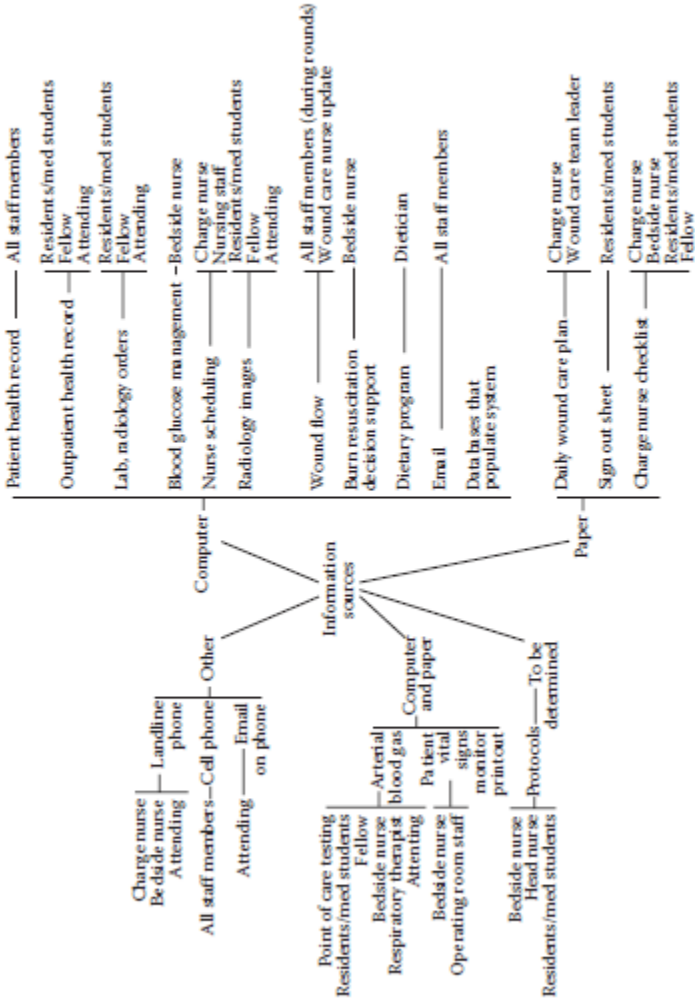 Charge nurse
Bedside nurse
Attending
Landline
phone
All staff members
Cell phone
Other
Attending
Email
on phone
Point of care testing
Residents/med students
Fellow
Bedside nurse
Respiratory therapist
Attenting
Arterial
blood gas
Computer
and paper
Bedside nurse
Operating room staff
Patient
vital
signs
monitor
printout
Bedside nurse
Head nurse
Residents/med students
Protocols
To be
determined
Information
sources
Computer
Patient health record
All staff members
Outpatient health record
Residents/med students
Fellow
Attending
Lab, radiology orders
Residents/med students
Fellow
Attending
Blood glucose management
Bedside nurse
Nurse scheduling
Charge nurse
Nursing staff
Radiology images
Residents/med students
Fellow
Attending
Wound flow
All staff members (during rounds)
Wound care nurse update
Burn resuscitation
decision support
Bedside nurse
Dietary program
Dietician
Email
All staff members
Databases that
populate system
Paper
Daily wound care plan
Charge nurse
Wound care team leader
Sign out sheet
Residents/med students
Charge nurse checklist
Charge nurse
Bedside nurse
Residents/med students
Fellow